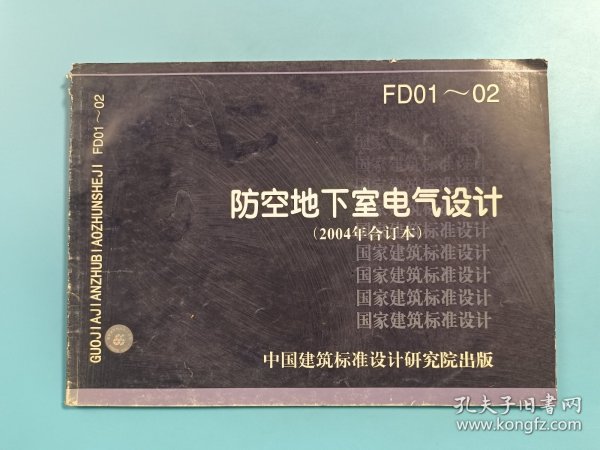 FD01～02
防空地下室电气设计
(2004年合订本)
国家建筑标准设计
国家建筑标准设计
国家建筑标准设计
国家建筑标准设计
国家建筑标准设计
中国建筑标准设计研究院出版
GUOJIAJIANZHUBIAOZHUNSHEJI FD01～02
孔夫子旧书网
www.kongfz.com